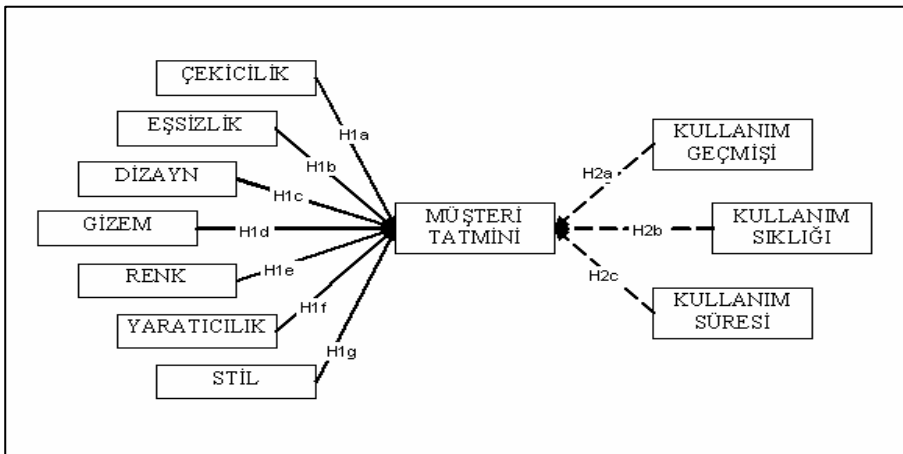 ÇEKİCİLİK
EŞSİZLİK
DİZAYN
GİZEM
RENK
YARATICILIK
STİL
H1a
H1b
H1c
H1d
H1e
H1f
H1g
MÜŞTERİ
TATMİNİ
H2a
H2b
H2c
KULLANIM
GEÇMİŞİ
KULLANIM
SIKLIĞI
KULLANIM
SÜRESİ